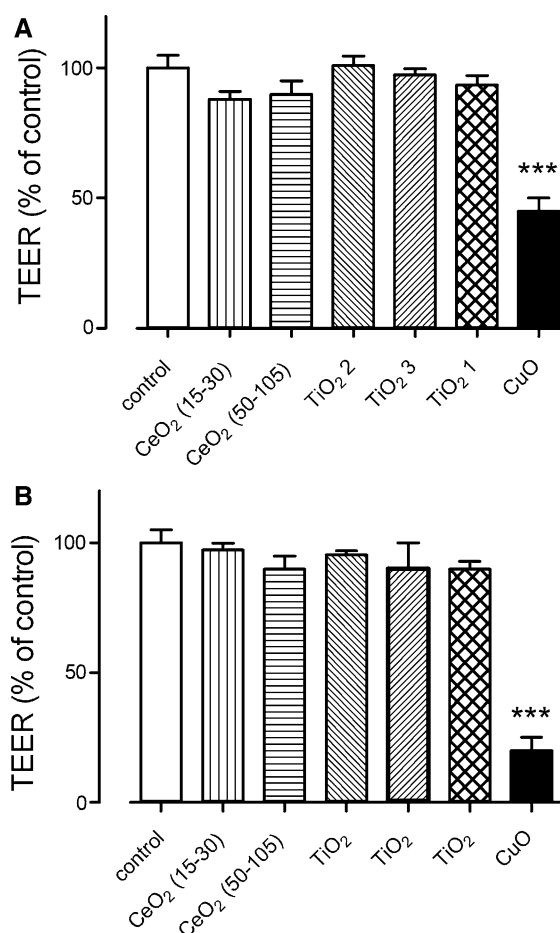 A
TEER (% of control)
100
50
0
***
control
CeO₂ (15-30)
CeO₂ (50-105)
TiO₂ 2
TiO₂ 3
TiO₂ 1
CuO
B
TEER (% of control)
100
50
0
***
control
CeO₂ (15-30)
CeO₂ (50-105)
TiO₂
TiO₂
TiO₂
CuO